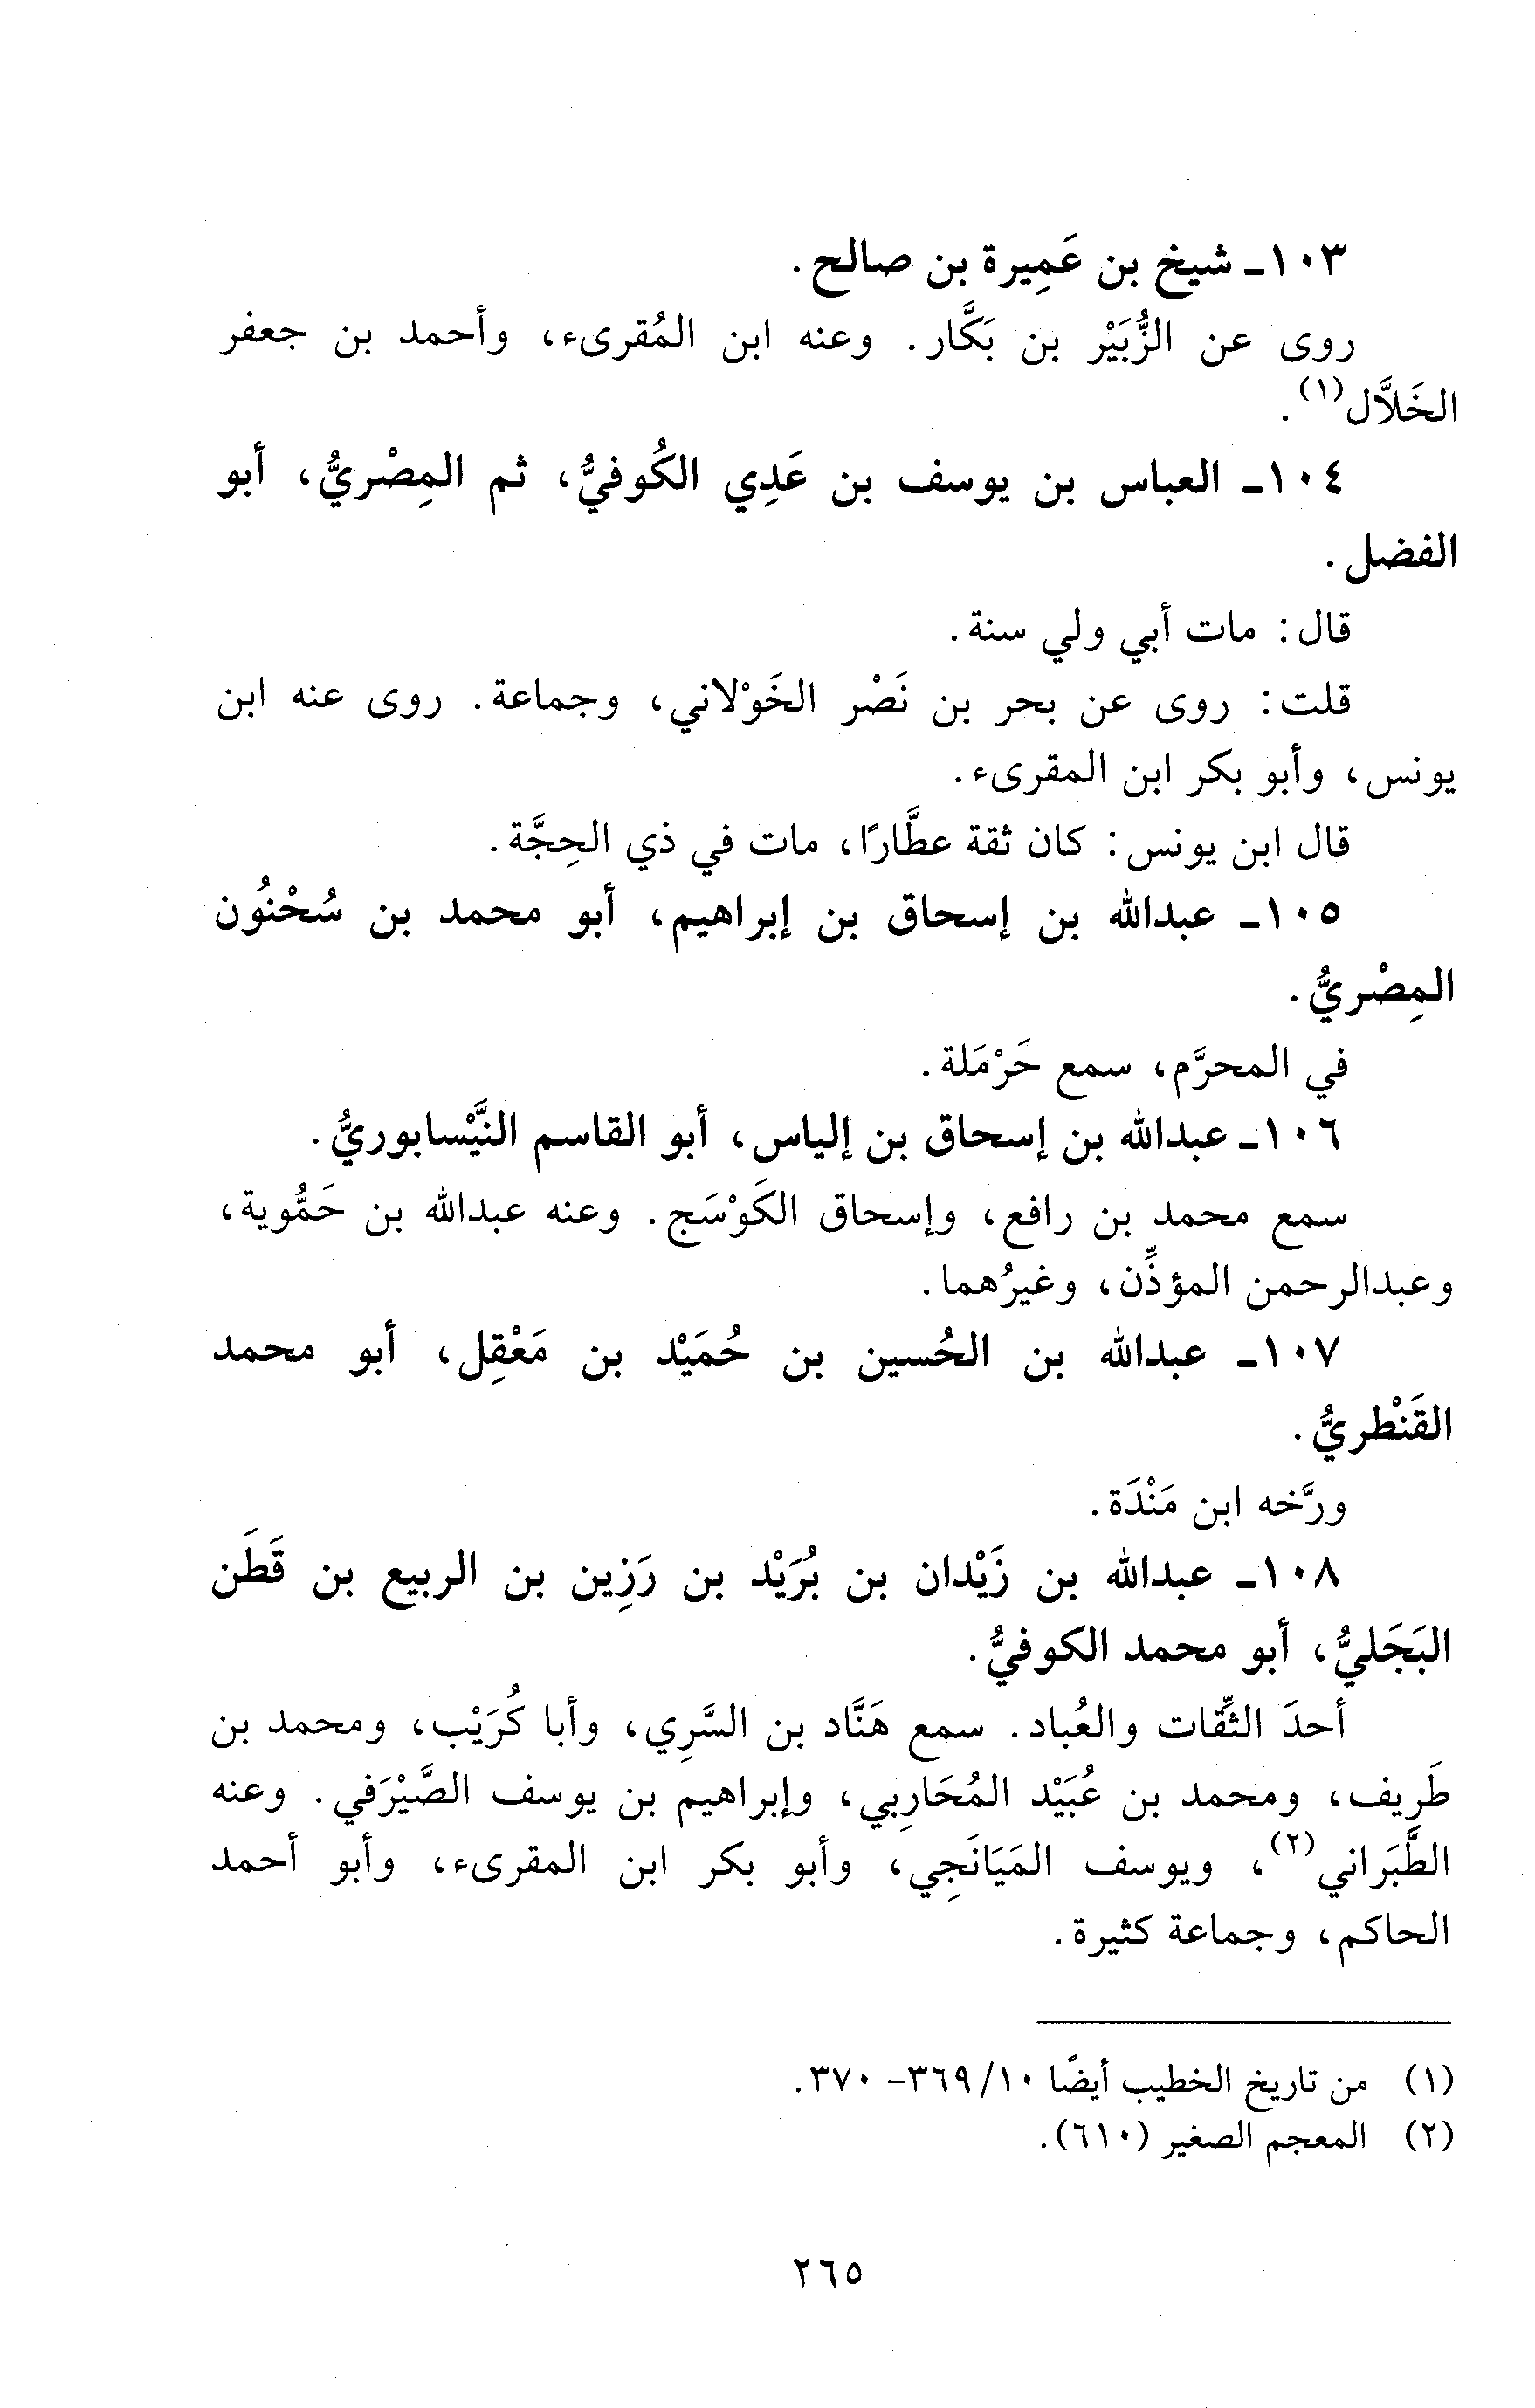 ١٠٣ـ شيخ بن عَمِيرة بن صالح.
روى عن الزُّبَيْر بن بَكَّار. وعنه ابن المُقرىء، وأحمد بن جعفر
الخَلاَّل(١).
١٠٤ـ العباس بن يوسف بن عَدِي الكُوفيُّ، ثم المِصْريُّ، أبو
الفضل.
قال: مات أبي ولي سنة.
قلت: روى عن بحر بن نَصْر الخَوْلاني، وجماعة. روى عنه ابن
يونس، وأبو بكر ابن المقرىء.
قال ابن يونس: كان ثقة عطَّارًا، مات في ذي الحِجَّة.
١٠٥ـ عبدالله بن إسحاق بن إبراهيم، أبو محمد بن سُحْنُون
المِصْريُّ.
في المحرَّم، سمع حَرْمَلة.
١٠٦ـ عبدالله بن إسحاق بن إلياس، أبو القاسم النَّيْسابوريُّ.
سمع محمد بن رافع، وإسحاق الكَوْسَج. وعنه عبدالله بن حَمُّوية،
وعبدالرحمن المؤذِّن، وغيرُهما.
١٠٧ـ عبدالله بن الحُسين بن حُمَيْد بن مَعْقِل، أبو محمد
القَنْطريُّ.
ورَّخه ابن مَنْدَة.
١٠٨ـ عبدالله بن زَيْدان بن بُرَيْد بن رَزِين بن الربيع بن قَطَن
البَجَليُّ، أبو محمد الكوفيُّ.
أحدَ الثِّقات والعُباد. سمع هَنَّاد بن السَّرِي، وأبا كُرَيْب، ومحمد بن
طَرِيف، ومحمد بن عُبَيْد المُحَارِبي، وإبراهيم بن يوسف الصَّيْرَفي. وعنه
الطَّبَراني(٢)، ويوسف المَيَانَجِي، وأبو بكر ابن المقرىء، وأبو أحمد
الحاكم، وجماعة كثيرة.
(١) من تاريخ الخطيب أيضًا ١٠/ ٣٦٩- ٣٧٠.
(٢) المعجم الصغير (٦١٠).
٢٦٥